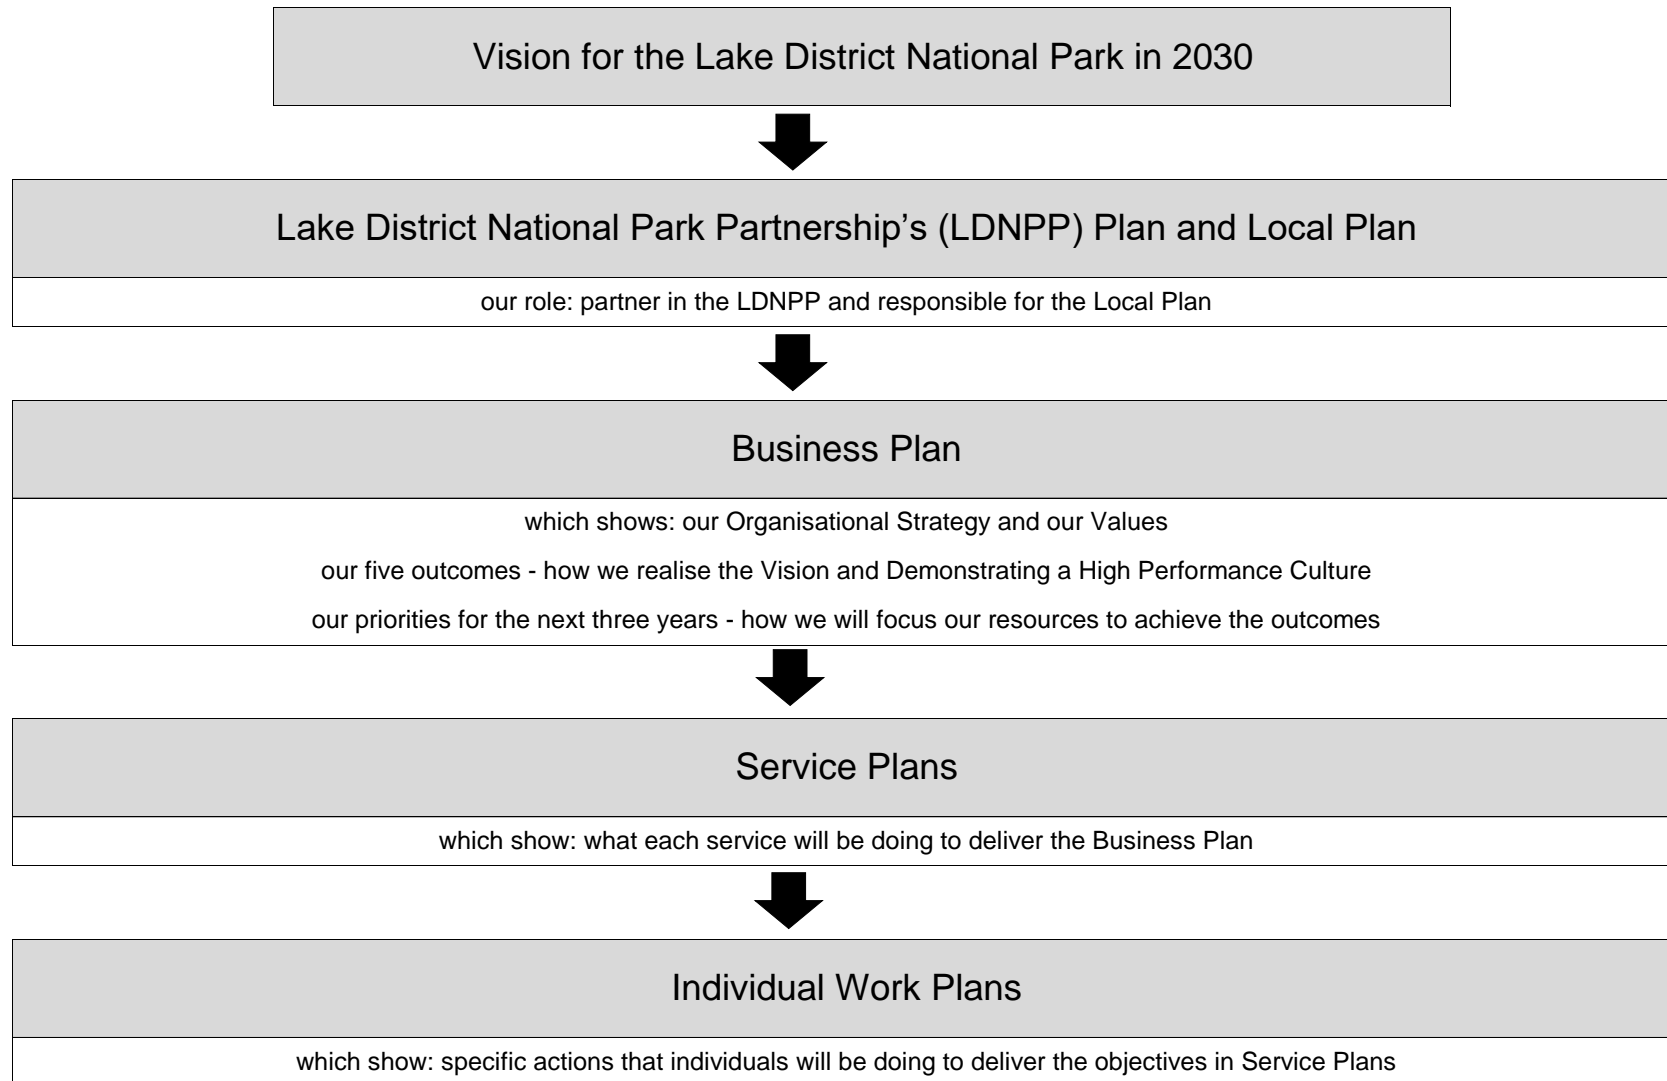 Vision for the Lake District National Park in 2030
Lake District National Park Partnership’s (LDNPP) Plan and Local Plan
our role: partner in the LDNPP and responsible for the Local Plan
Business Plan
which shows: our Organisational Strategy and our Values
our five outcomes - how we realise the Vision and Demonstrating a High Performance Culture
our priorities for the next three years - how we will focus our resources to achieve the outcomes
Service Plans
which show: what each service will be doing to deliver the Business Plan
Individual Work Plans
which show: specific actions that individuals will be doing to deliver the objectives in Service Plans